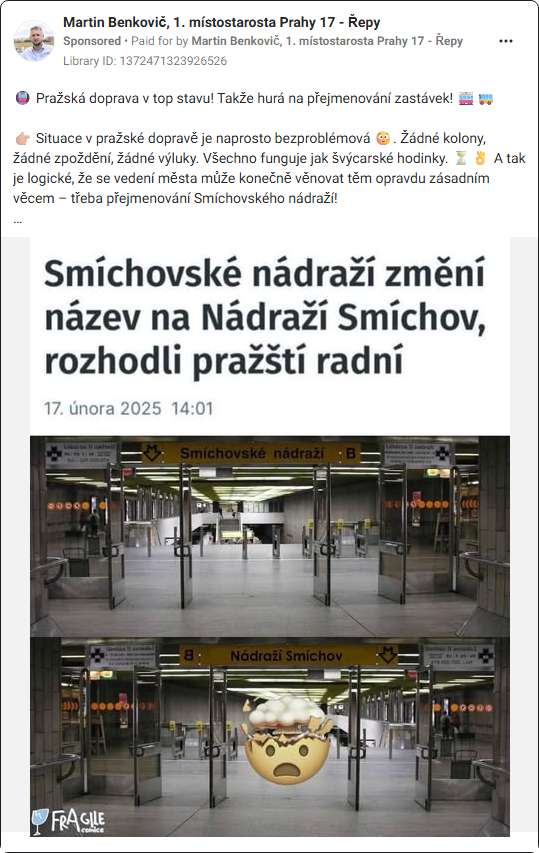 Martin Benkovič, 1. místostarosta Prahy 17 - Řepy
Sponsored • Paid for by Martin Benkovič, 1. místostarosta Prahy 17 - Řepy
Library ID: 1372471323926526
Pražská doprava v top stavu! Takže hurá na přejmenování zastávek!
Situace v pražské dopravě je naprosto bezproblémová 😳. Žádné kolony,
žádné zpoždění, žádné výluky. Všechno funguje jak švýcarské hodinky. ⏳👌 A tak
je logické, že se vedení města může konečně věnovat těm opravdu zásadním
věcem – třeba přejmenování Smíchovského nádraží!
...
Smíchovské nádraží změní
název na Nádraží Smíchov,
rozhodli pražští radní
17. února 2025 14:01
Smíchovské nádraží : B
8 : Nádraží Smíchov
FRAGILE
comice